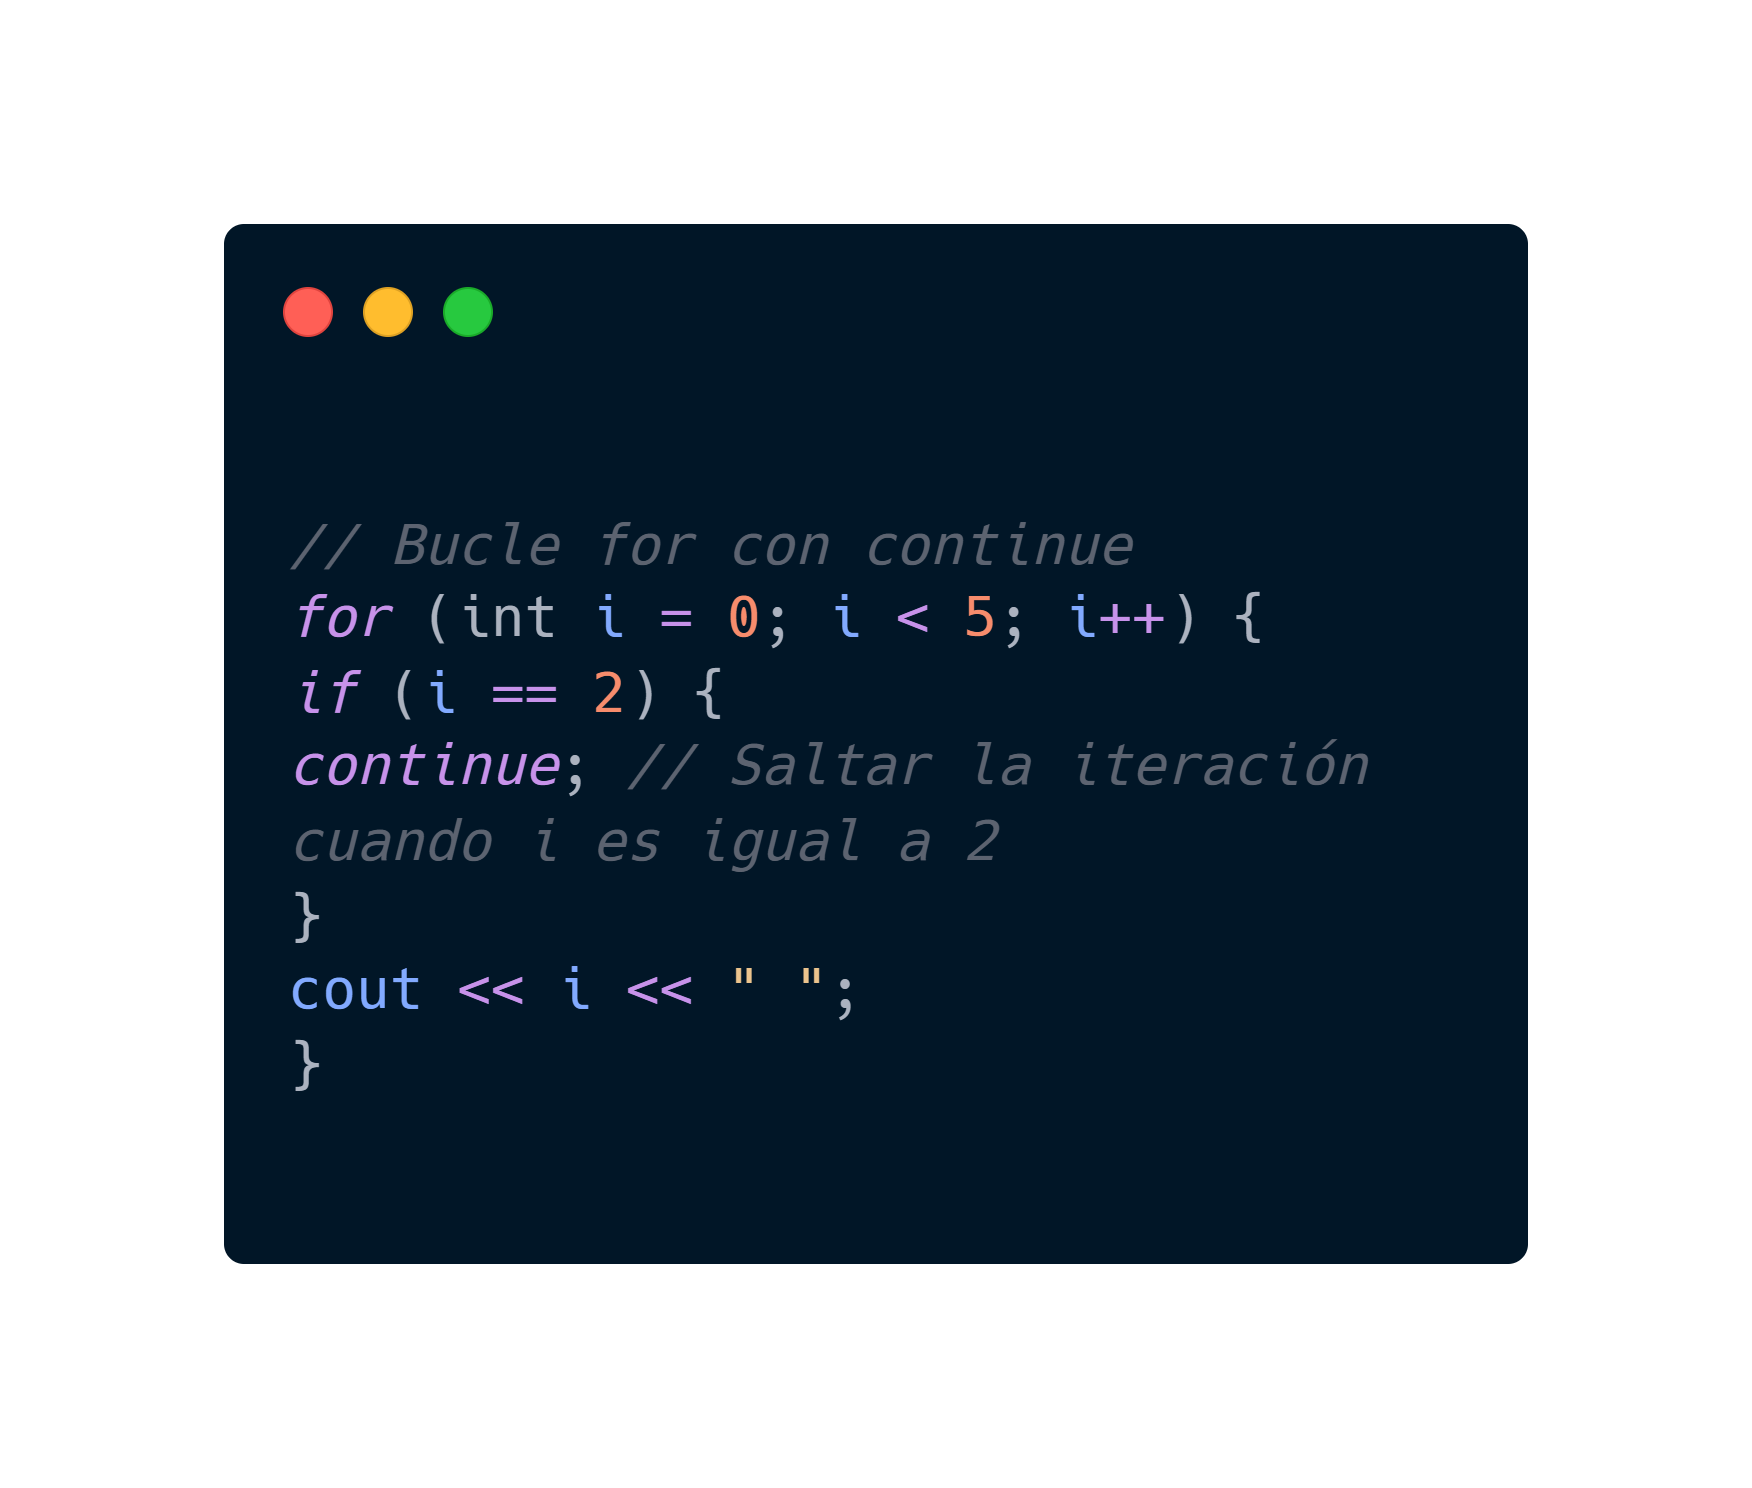 // Bucle for con continue
for (int i = 0; i < 5; i++) {
if (i == 2) {
continue; // Saltar la iteración
cuando i es igual a 2
}
cout << i << " ";
}